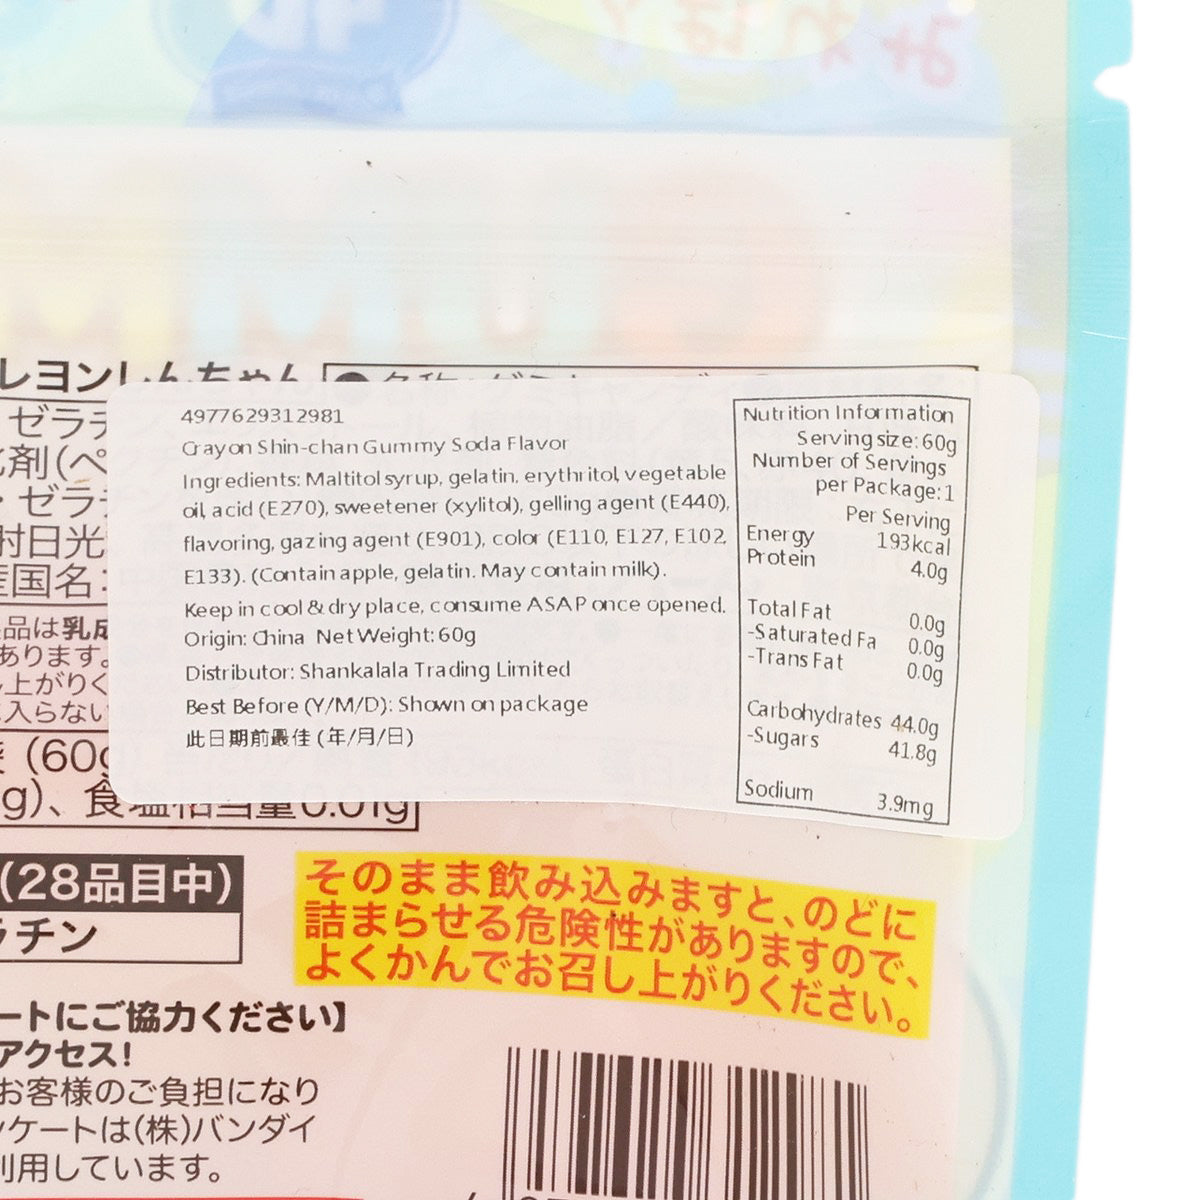 レヨンしんちゃん
4977629312981
Crayon Shin-chan Gummy Soda Flavor
Ingredients: Maltitol syrup, gelatin, erythritol, vegetable
oil, acid (E270), sweetener (xylitol), gelling agent (E440),
flavoring, gazing agent (E901), color (E110, E127, E102,
E133). (Contain apple, gelatin. May contain milk).
Keep in cool & dry place, consume ASAP once opened.
Origin: China Net Weight: 60g
Distributor: Shankalala Trading Limited
Best Before (Y/M/D): Shown on package
此日期前最佳 (年/月/日)
Nutrition Information
Serving size: 60g
Number of Servings
per Package: 1
Per Serving
Energy 193kcal
Protein 4.0g
Total Fat 0.0g
-Saturated Fa 0.0g
-Trans Fat 0.0g
Carbohydrates 44.0g
-Sugars 41.8g
Sodium 3.9mg
ゼラチ
剤(ペ
・ゼラチ
射日光
産国名:
品は乳成
あります。
上がりく
入らない
(60g
g)、食塩相当量0.01g
(28品目中)
ラチン
そのまま飲み込みますと、のどに
詰まらせる危険性がありますので、
よくかんでお召し上がりください。
ートにご協力ください】
アクセス!
お客様のご負担になり
ンケートは(株)バンダイ
利用しています。